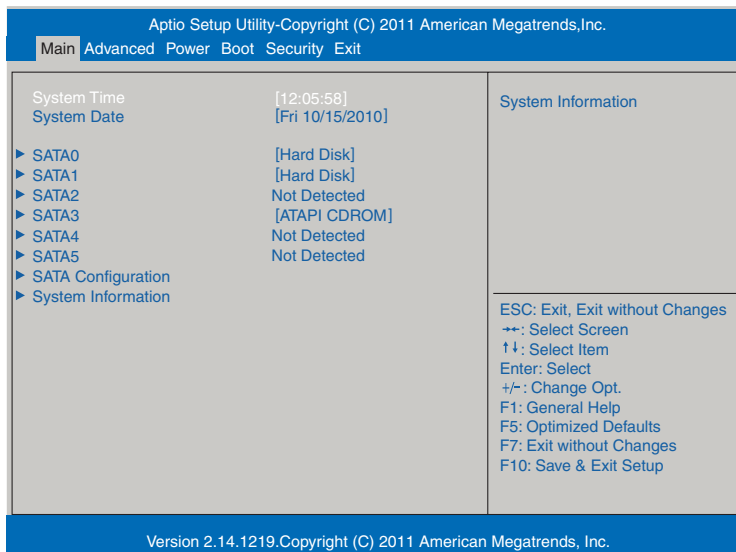 Aptio Setup Utility-Copyright (C) 2011 American Megatrends,Inc.
Main Advanced Power Boot Security Exit
System Time [12:05:58]
System Date [Fri 10/15/2010]
SATA0 [Hard Disk]
SATA1 [Hard Disk]
SATA2 Not Detected
SATA3 [ATAPI CDROM]
SATA4 Not Detected
SATA5 Not Detected
SATA Configuration
System Information
System Information
ESC: Exit, Exit without Changes
→←: Select Screen
↑↓: Select Item
Enter: Select
+/-: Change Opt.
F1: General Help
F5: Optimized Defaults
F7: Exit without Changes
F10: Save & Exit Setup
Version 2.14.1219.Copyright (C) 2011 American Megatrends, Inc.